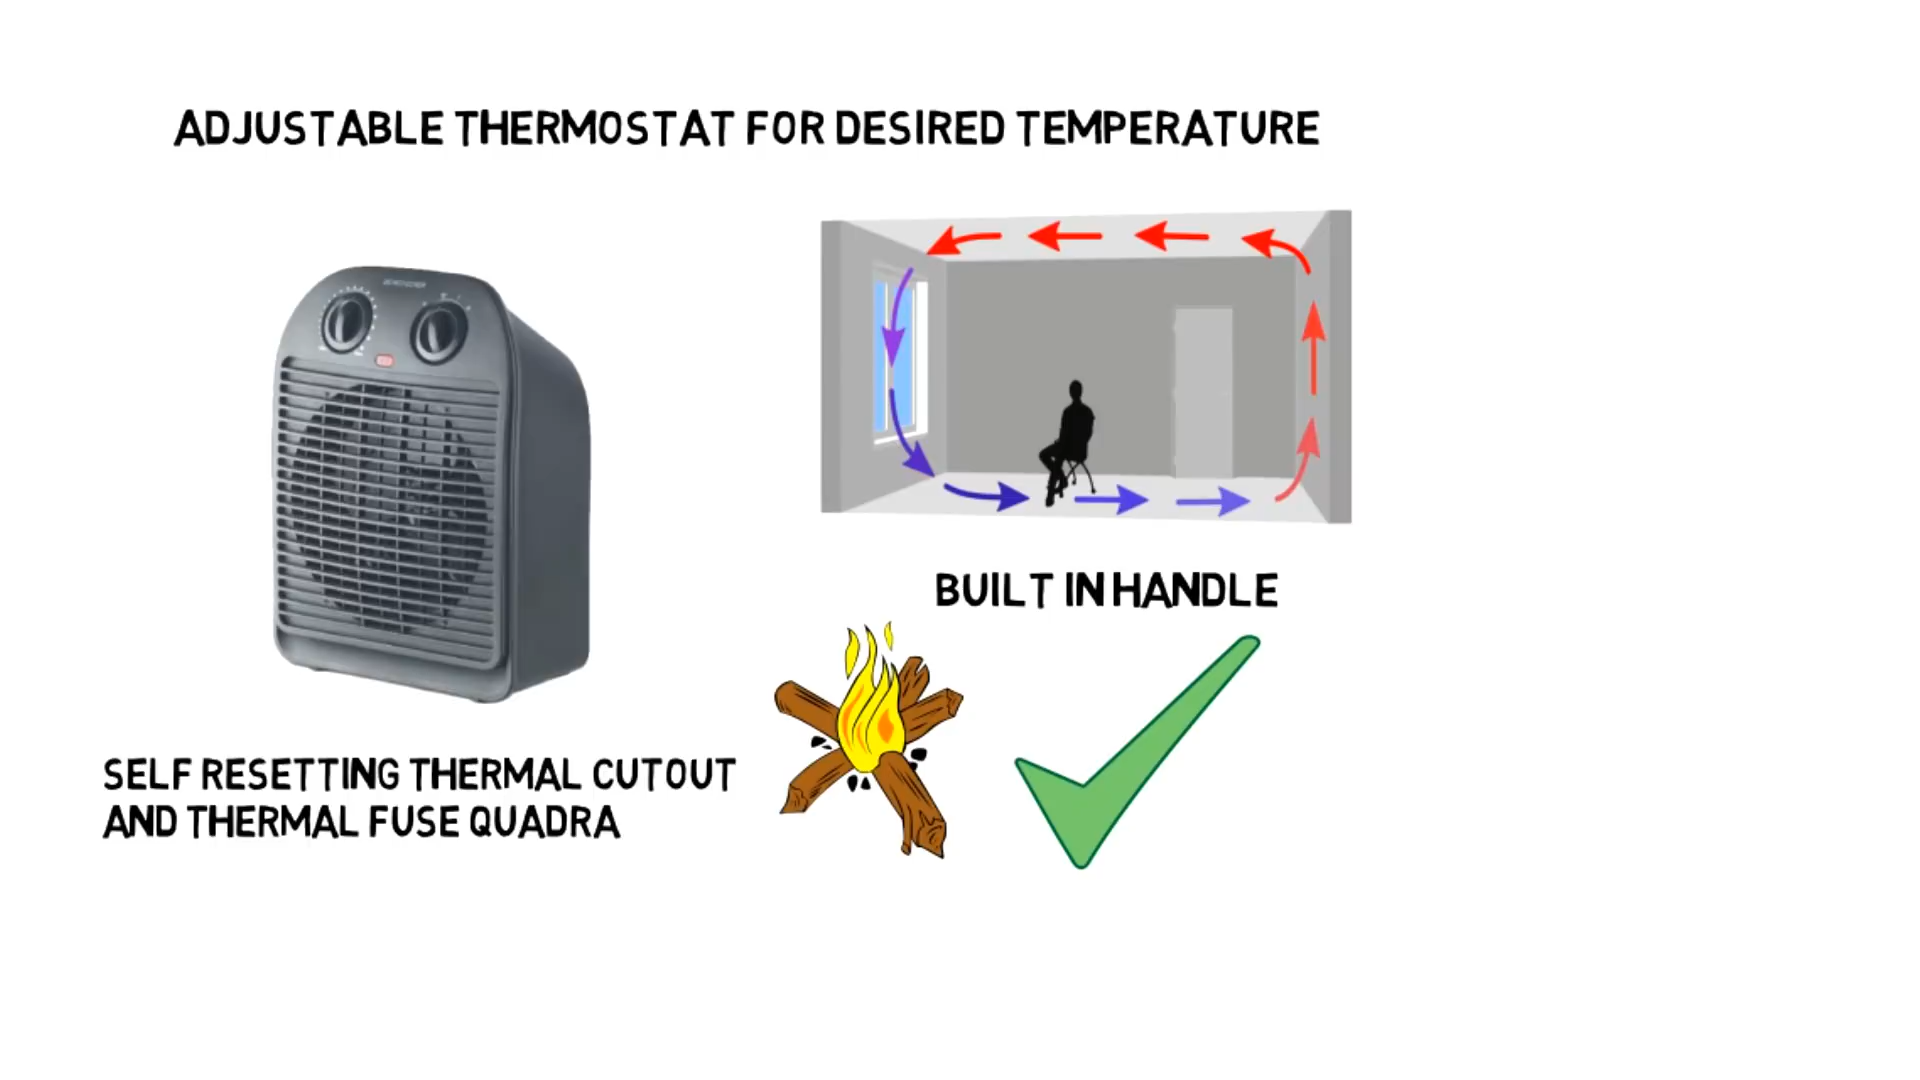 ADJUSTABLE THERMOSTAT FOR DESIRED TEMPERATURE
BUILT IN HANDLE
SELF RESETTING THERMAL CUTOUT
AND THERMAL FUSE QUADRA